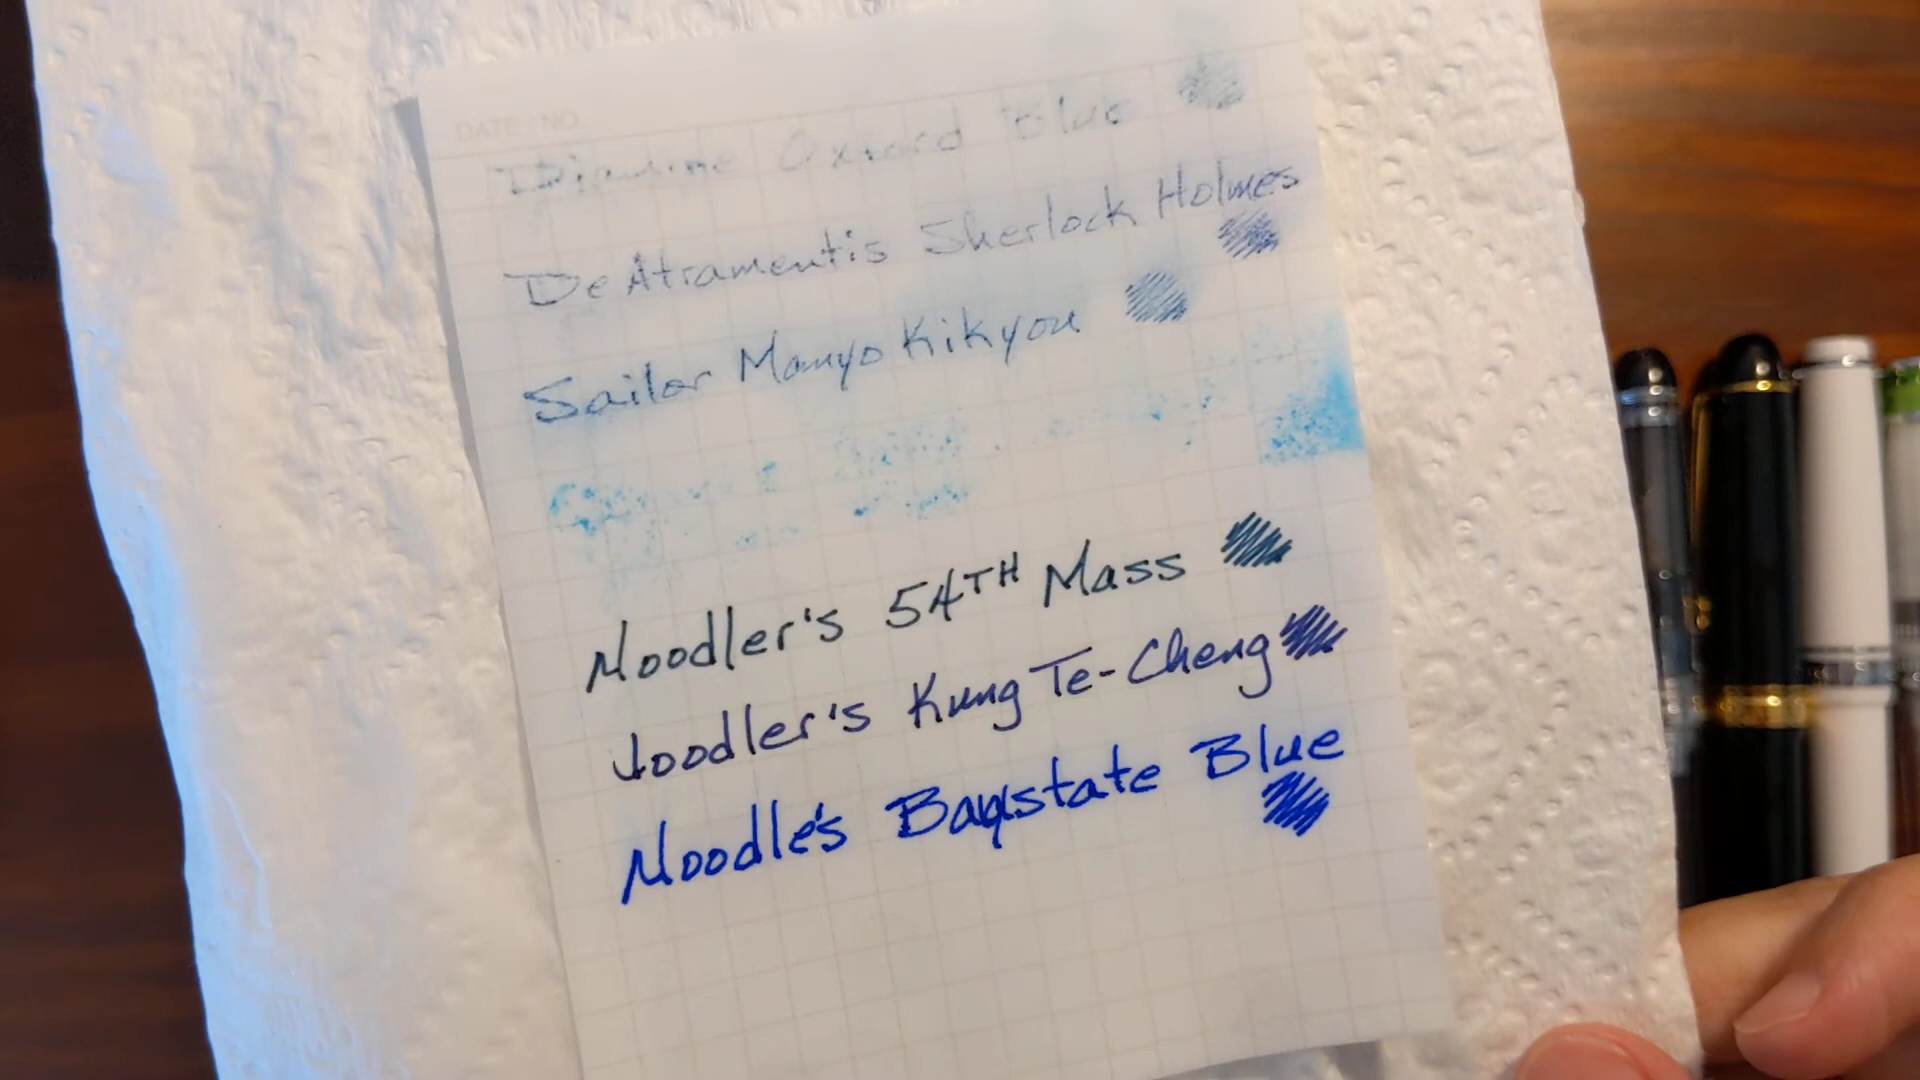 DATE / NO.
Diamine Oxford Blue
De Atramentis Sherlock Holmes
Sailor Manyo Kikyou
Noodler's 54TH Mass
Noodler's Kung Te-Cheng
Noodle's Baystate Blue